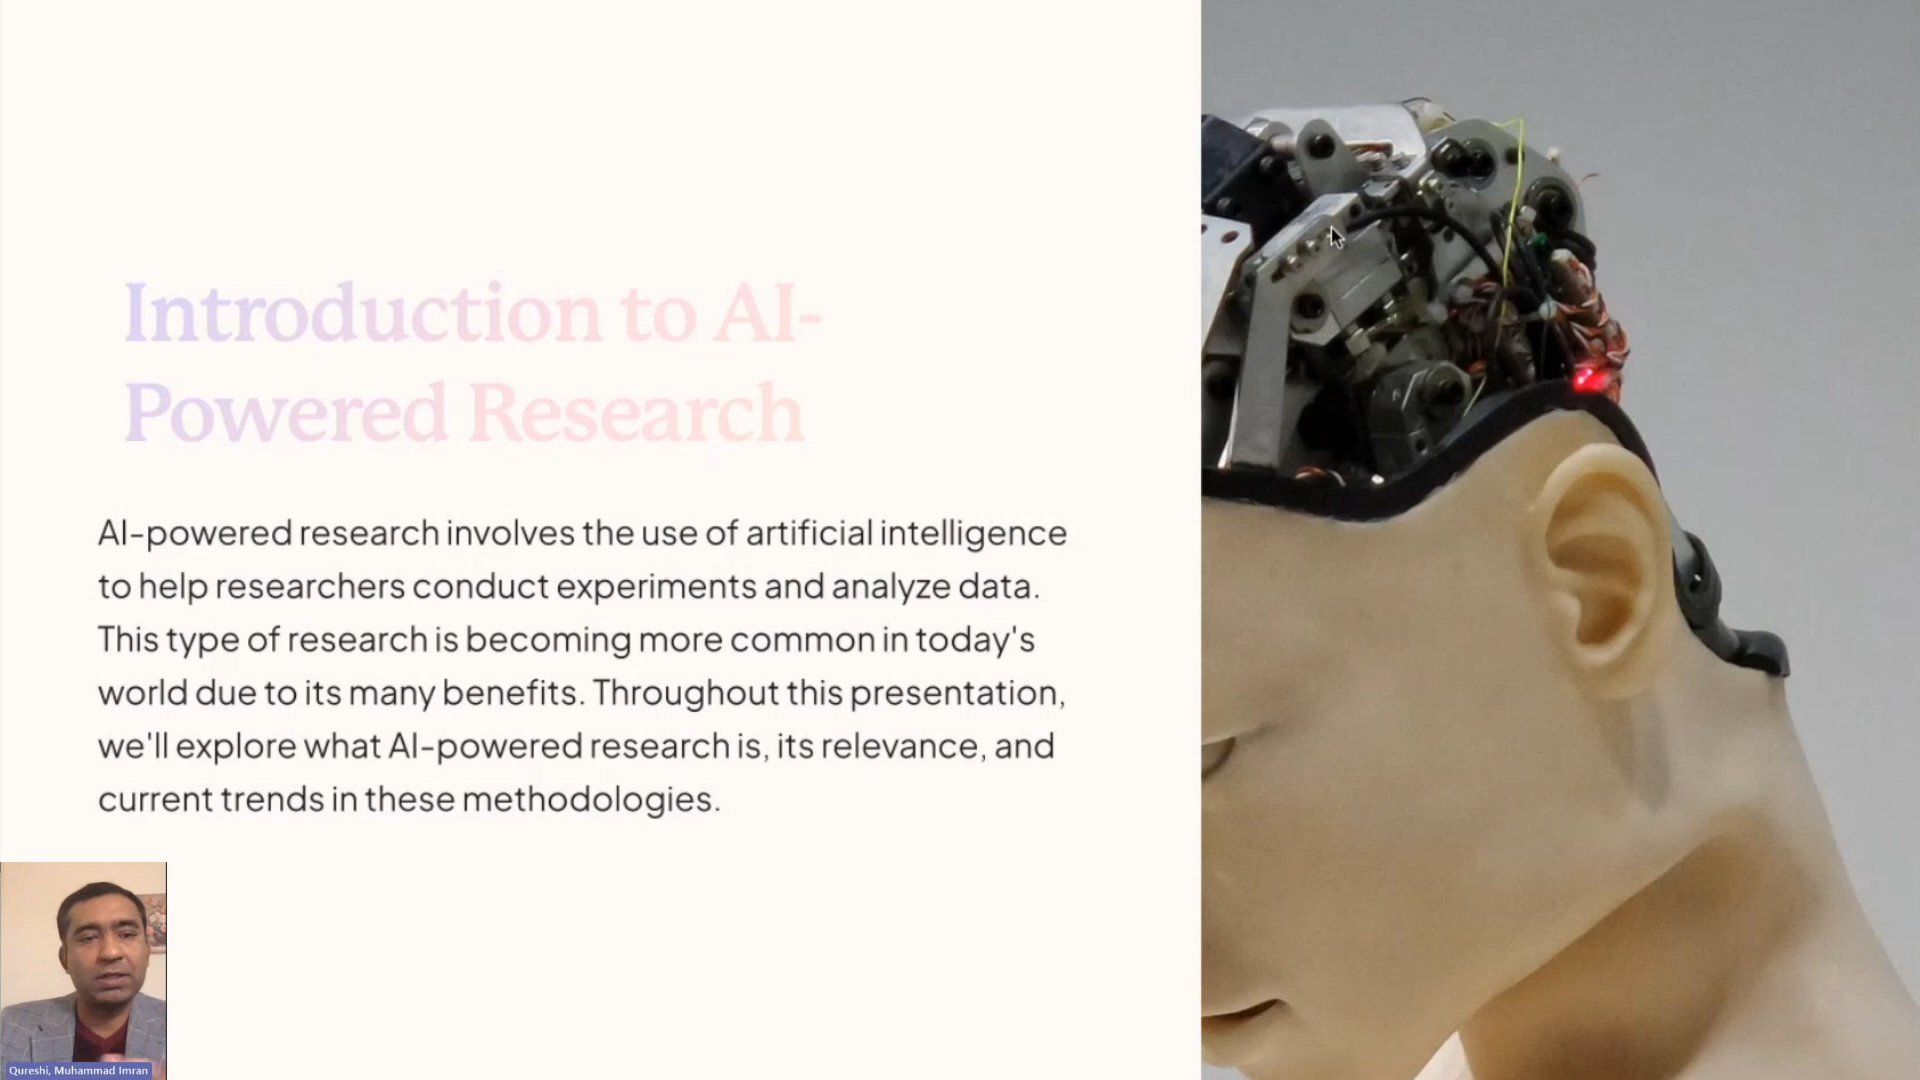 Introduction to AI-
Powered Research
AI-powered research involves the use of artificial intelligence
to help researchers conduct experiments and analyze data.
This type of research is becoming more common in today's
world due to its many benefits. Throughout this presentation,
we'll explore what AI-powered research is, its relevance, and
current trends in these methodologies.
Qureshi, Muhammad Imran